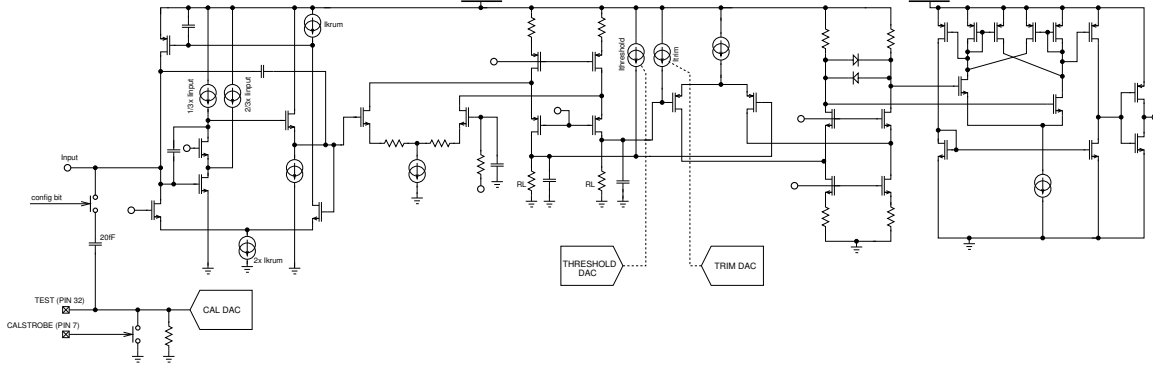 Ikrum
1/3x Iinput
2/3x Iinput
Ithreshold
Itrim
Input
config bit
20fF
2x Ikrum
RL
RL
THRESHOLD
DAC
TRIM DAC
TEST (PIN 32)
CAL DAC
CALSTROBE (PIN 7)